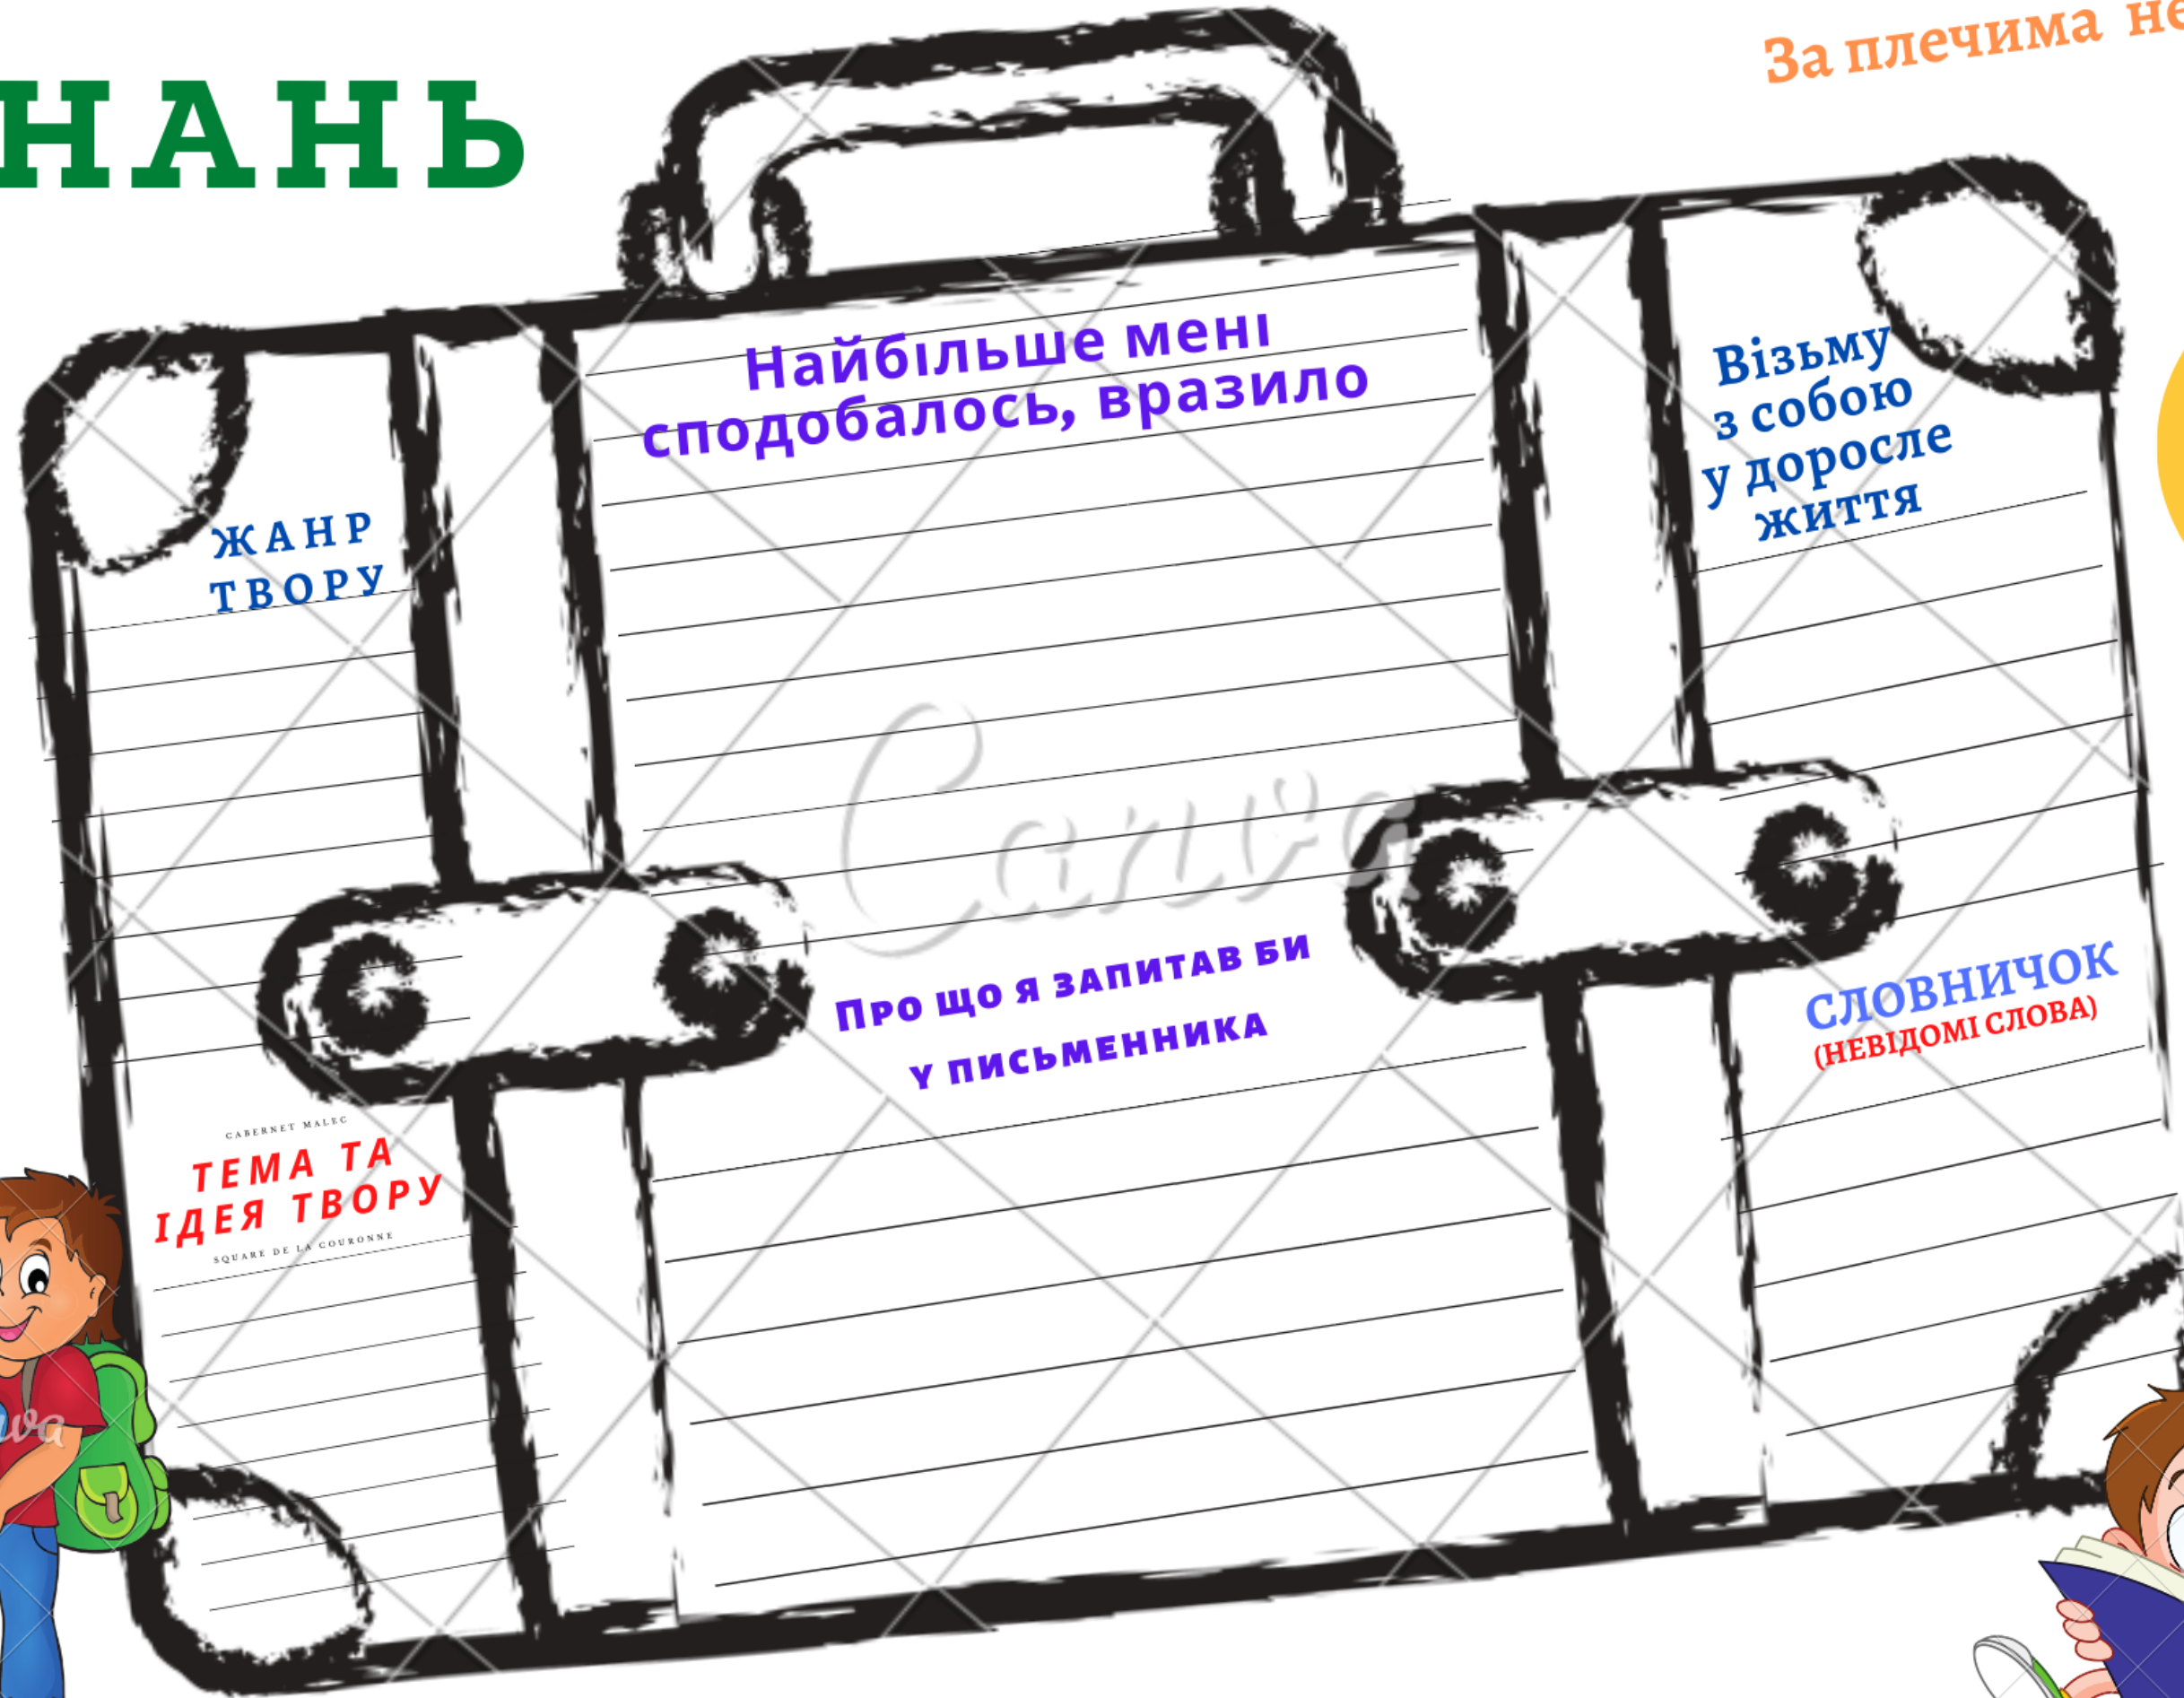 НАНЬ
За плечима не
Найбільше мені
сподобалось, вразило
Візьму
з собою
у доросле
життя
ЖАНР
ТВОРУ
Canva
Про що я запитав би
у письменника
СЛОВНИЧОК
(НЕВІДОМІ СЛОВА)
CABERNET MALEC
ТЕМА ТА
ІДЕЯ ТВОРУ
SQUARE DE LA COURONNE
va